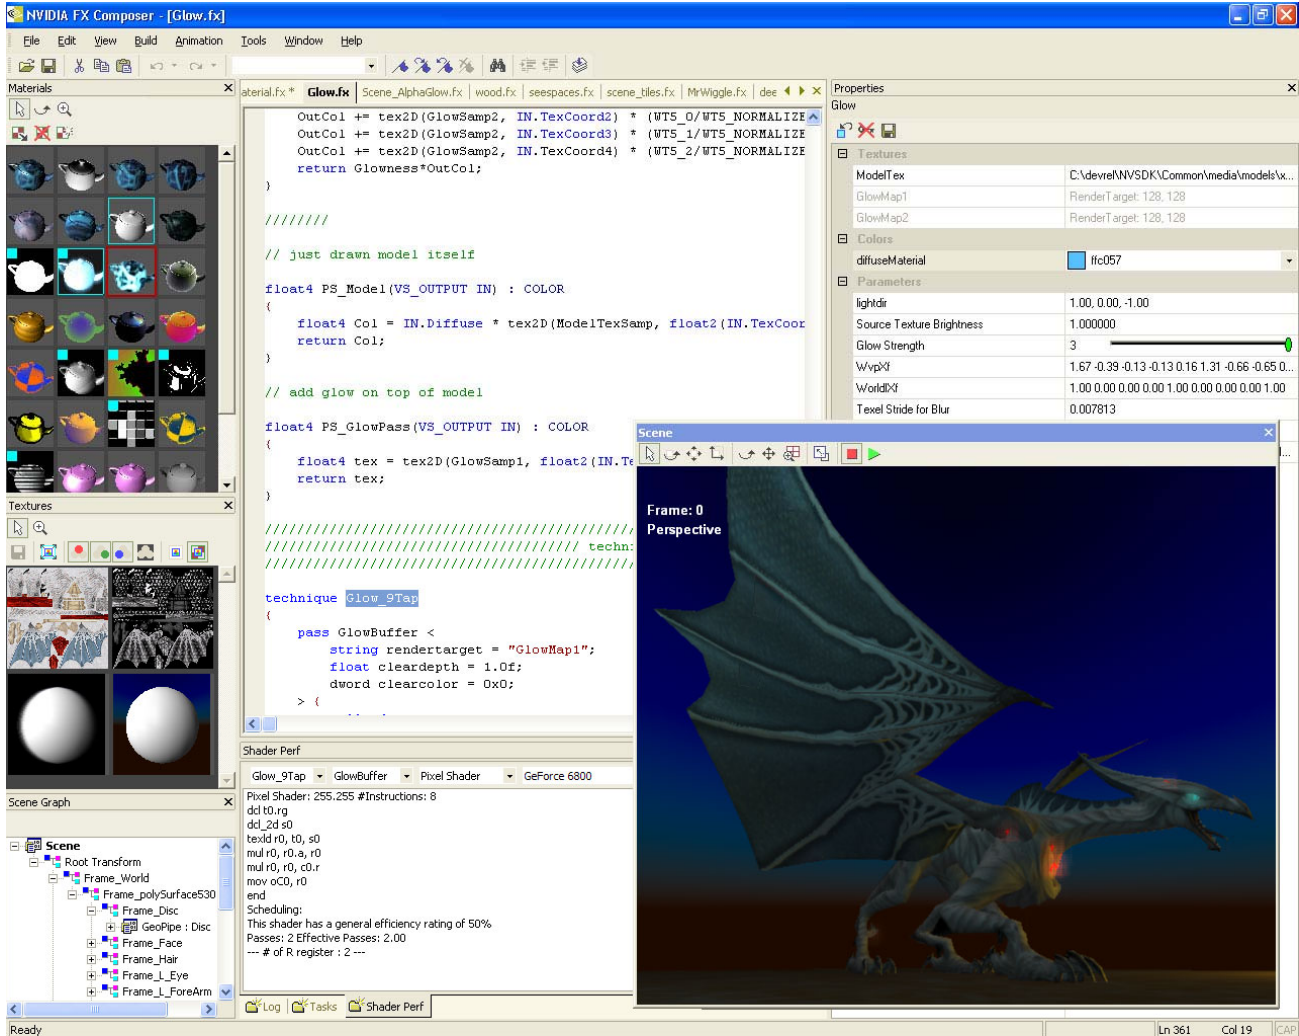 NVIDIA FX Composer - [Glow.fx]
File Edit View Build Animation Tools Window Help
Materials
aterial.fx * Glow.fx Scene_AlphaGlow.fx wood.fx seespaces.fx scene_tiles.fx MrWiggle.fx dee
OutCol += tex2D(GlowSamp2, IN.TexCoord2) * (WT5_0/WT5_NORMALIZE
OutCol += tex2D(GlowSamp2, IN.TexCoord3) * (WT5_1/WT5_NORMALIZE
OutCol += tex2D(GlowSamp2, IN.TexCoord4) * (WT5_2/WT5_NORMALIZE
return Glowness*OutCol;
}
////////
// just drawn model itself
float4 PS_Model(VS_OUTPUT IN) : COLOR
{
float4 Col = IN.Diffuse * tex2D(ModelTexSamp, float2(IN.TexCoor
return Col;
}
// add glow on top of model
float4 PS_GlowPass(VS_OUTPUT IN) : COLOR
{
float4 tex = tex2D(GlowSamp1, float2(IN.Te
return tex;
}
//////////////////////////////////////////////
//////////////////////////////////////// techni
//////////////////////////////////////////////
technique Glow_9Tap
{
pass GlowBuffer <
string rendertarget = "GlowMap1";
float cleardepth = 1.0f;
dword clearcolor = 0x0;
> {
Properties
Glow
Textures
ModelTex C:\devrel\NVSDK\Common\media\models\x...
GlowMap1 RenderTarget: 128, 128
GlowMap2 RenderTarget: 128, 128
Colors
diffuseMaterial ffc057
Parameters
lightdir 1.00, 0.00, -1.00
Source Texture Brightness 1.000000
Glow Strength 3
WvpXf 1.67 -0.39 -0.13 -0.13 0.16 1.31 -0.66 -0.65 0...
WorldIXf 1.00 0.00 0.00 0.00 1.00 0.00 0.00 0.00 1.00
Texel Stride for Blur 0.007813
Scene
Frame: 0
Perspective
Textures
Scene Graph
Scene
Root Transform
Frame_World
Frame_polySurface530
Frame_Disc
GeoPipe : Disc
Frame_Face
Frame_Hair
Frame_L_Eye
Frame_L_ForeArm
Shader Perf
Glow_9Tap GlowBuffer Pixel Shader GeForce 6800
Pixel Shader: 255.255 #Instructions: 8
dcl t0.rg
dcl_2d s0
texld r0, t0, s0
mul r0, r0.a, r0
mul r0, r0, c0.r
mov oC0, r0
end
Scheduling:
This shader has a general efficiency rating of 50%
Passes: 2 Effective Passes: 2.00
--- # of R register : 2 ---
Log Tasks Shader Perf
Ready Ln 361 Col 19 CAP